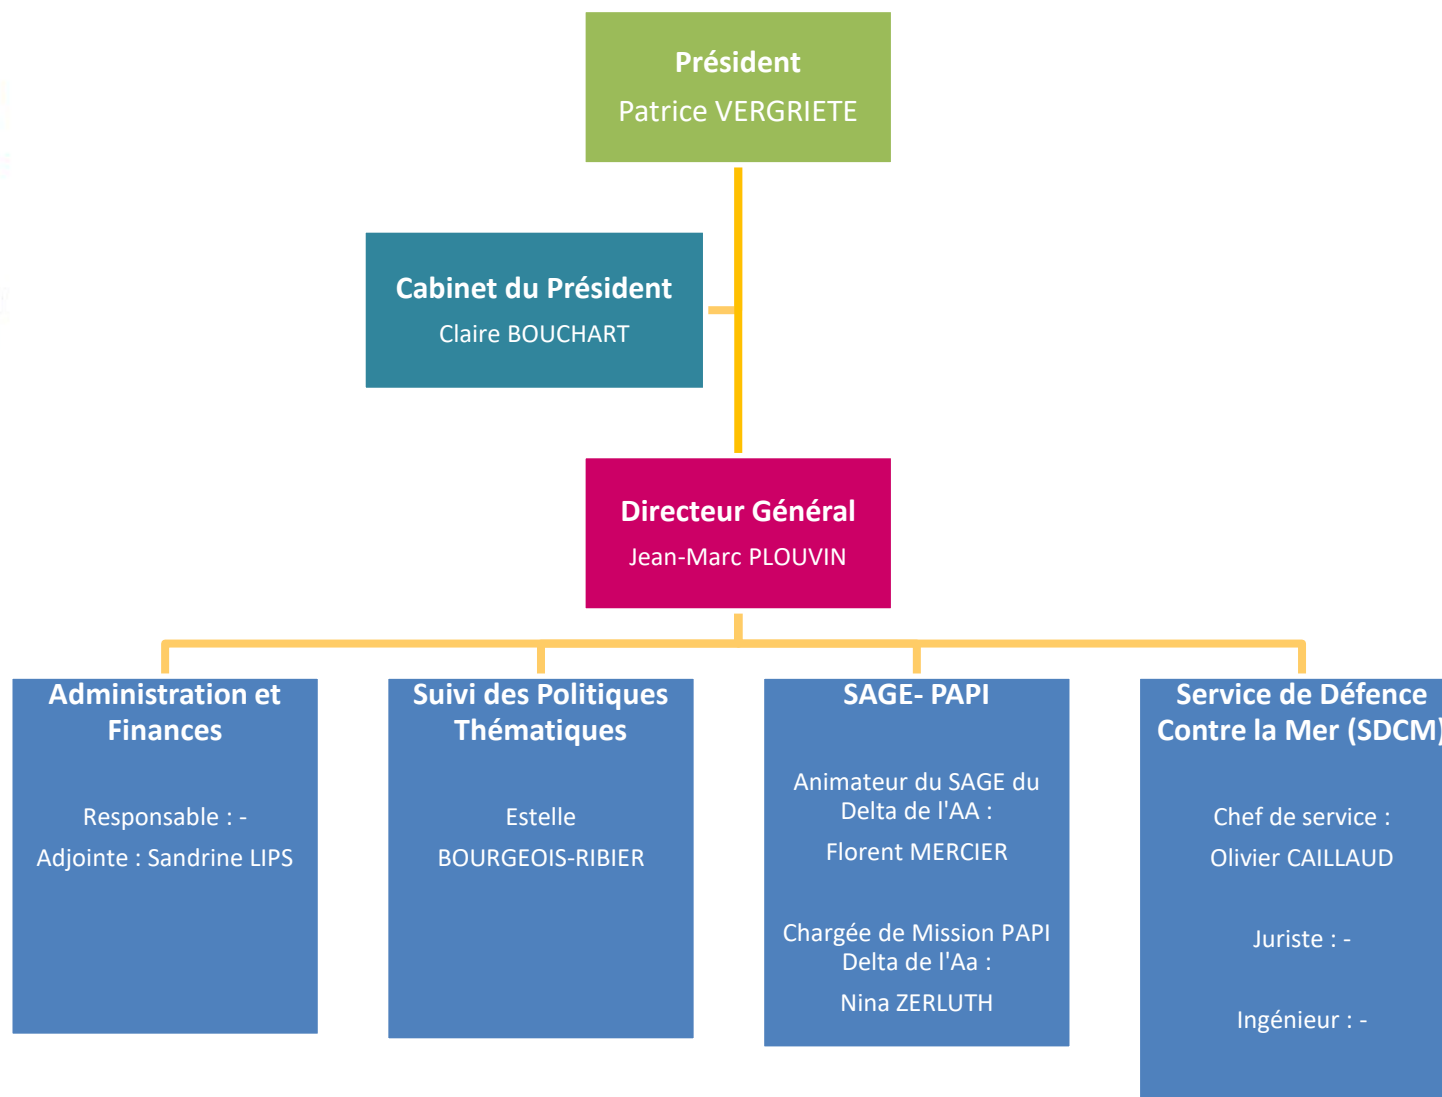 Président
Patrice VERGRIETE
Cabinet du Président
Claire BOUCHART
Directeur Général
Jean-Marc PLOUVIN
Administration et
Finances
Responsable : -
Adjointe : Sandrine LIPS
Suivi des Politiques
Thématiques
Estelle
BOURGEOIS-RIBIER
SAGE- PAPI
Animateur du SAGE du
Delta de l'AA :
Florent MERCIER
Chargée de Mission PAPI
Delta de l'Aa :
Nina ZERLUTH
Service de Défence
Contre la Mer (SDCM)
Chef de service :
Olivier CAILLAUD
Juriste : -
Ingénieur : -